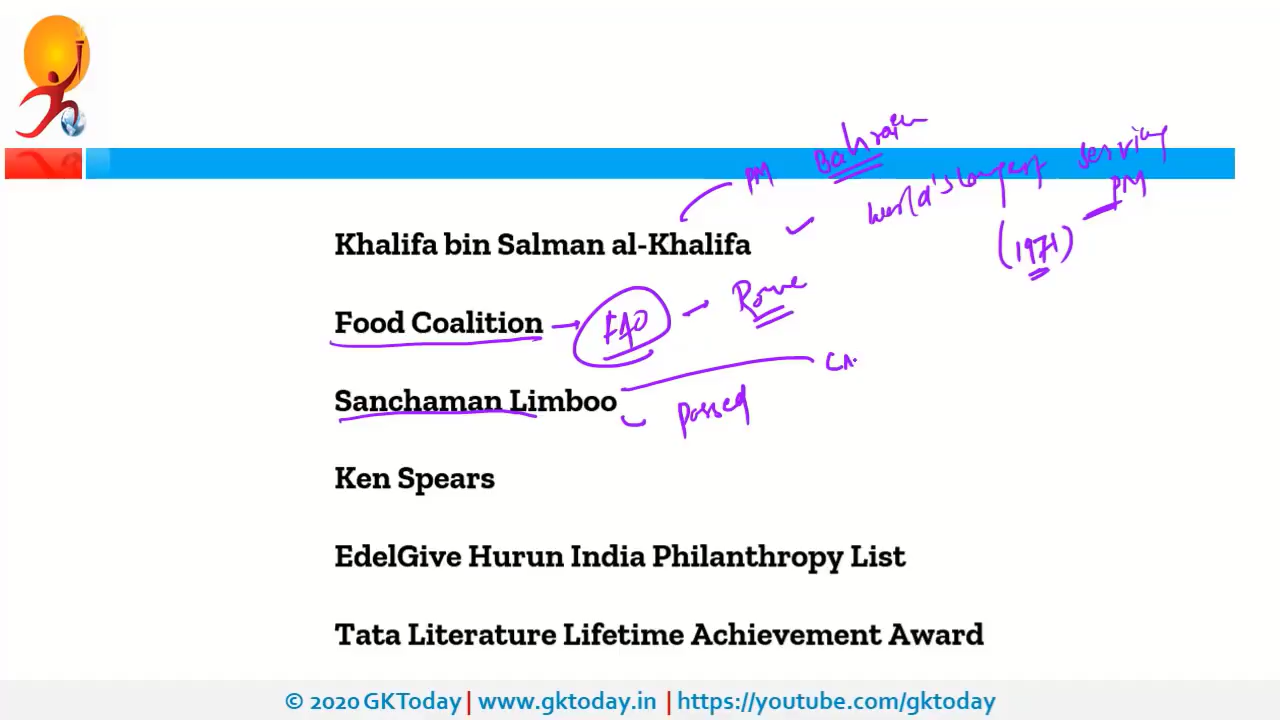 PM Bahrain
world's longest serving PM
Khalifa bin Salman al-Khalifa
(1971)
Food Coalition FAO Rome
Sanchaman Limboo Passed
Ken Spears
EdelGive Hurun India Philanthropy List
Tata Literature Lifetime Achievement Award
© 2020 GKToday | www.gktoday.in | https://youtube.com/gktoday